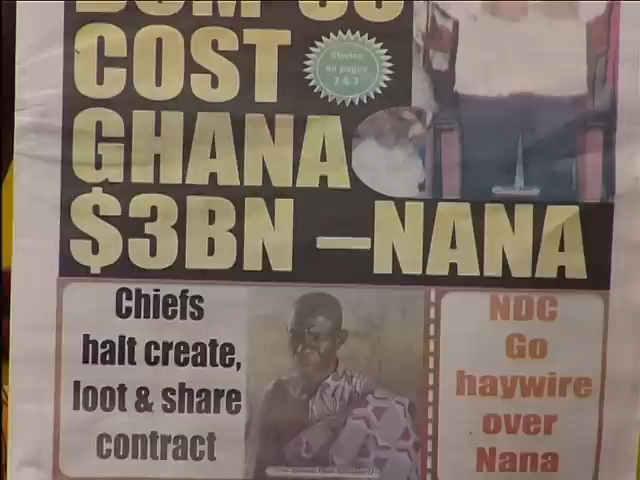 COST
Stories
on pages
2 & 3
GHANA
$3BN –NANA
Chiefs
halt create,
loot & share
contract
NDC
Go
haywire
over
Nana